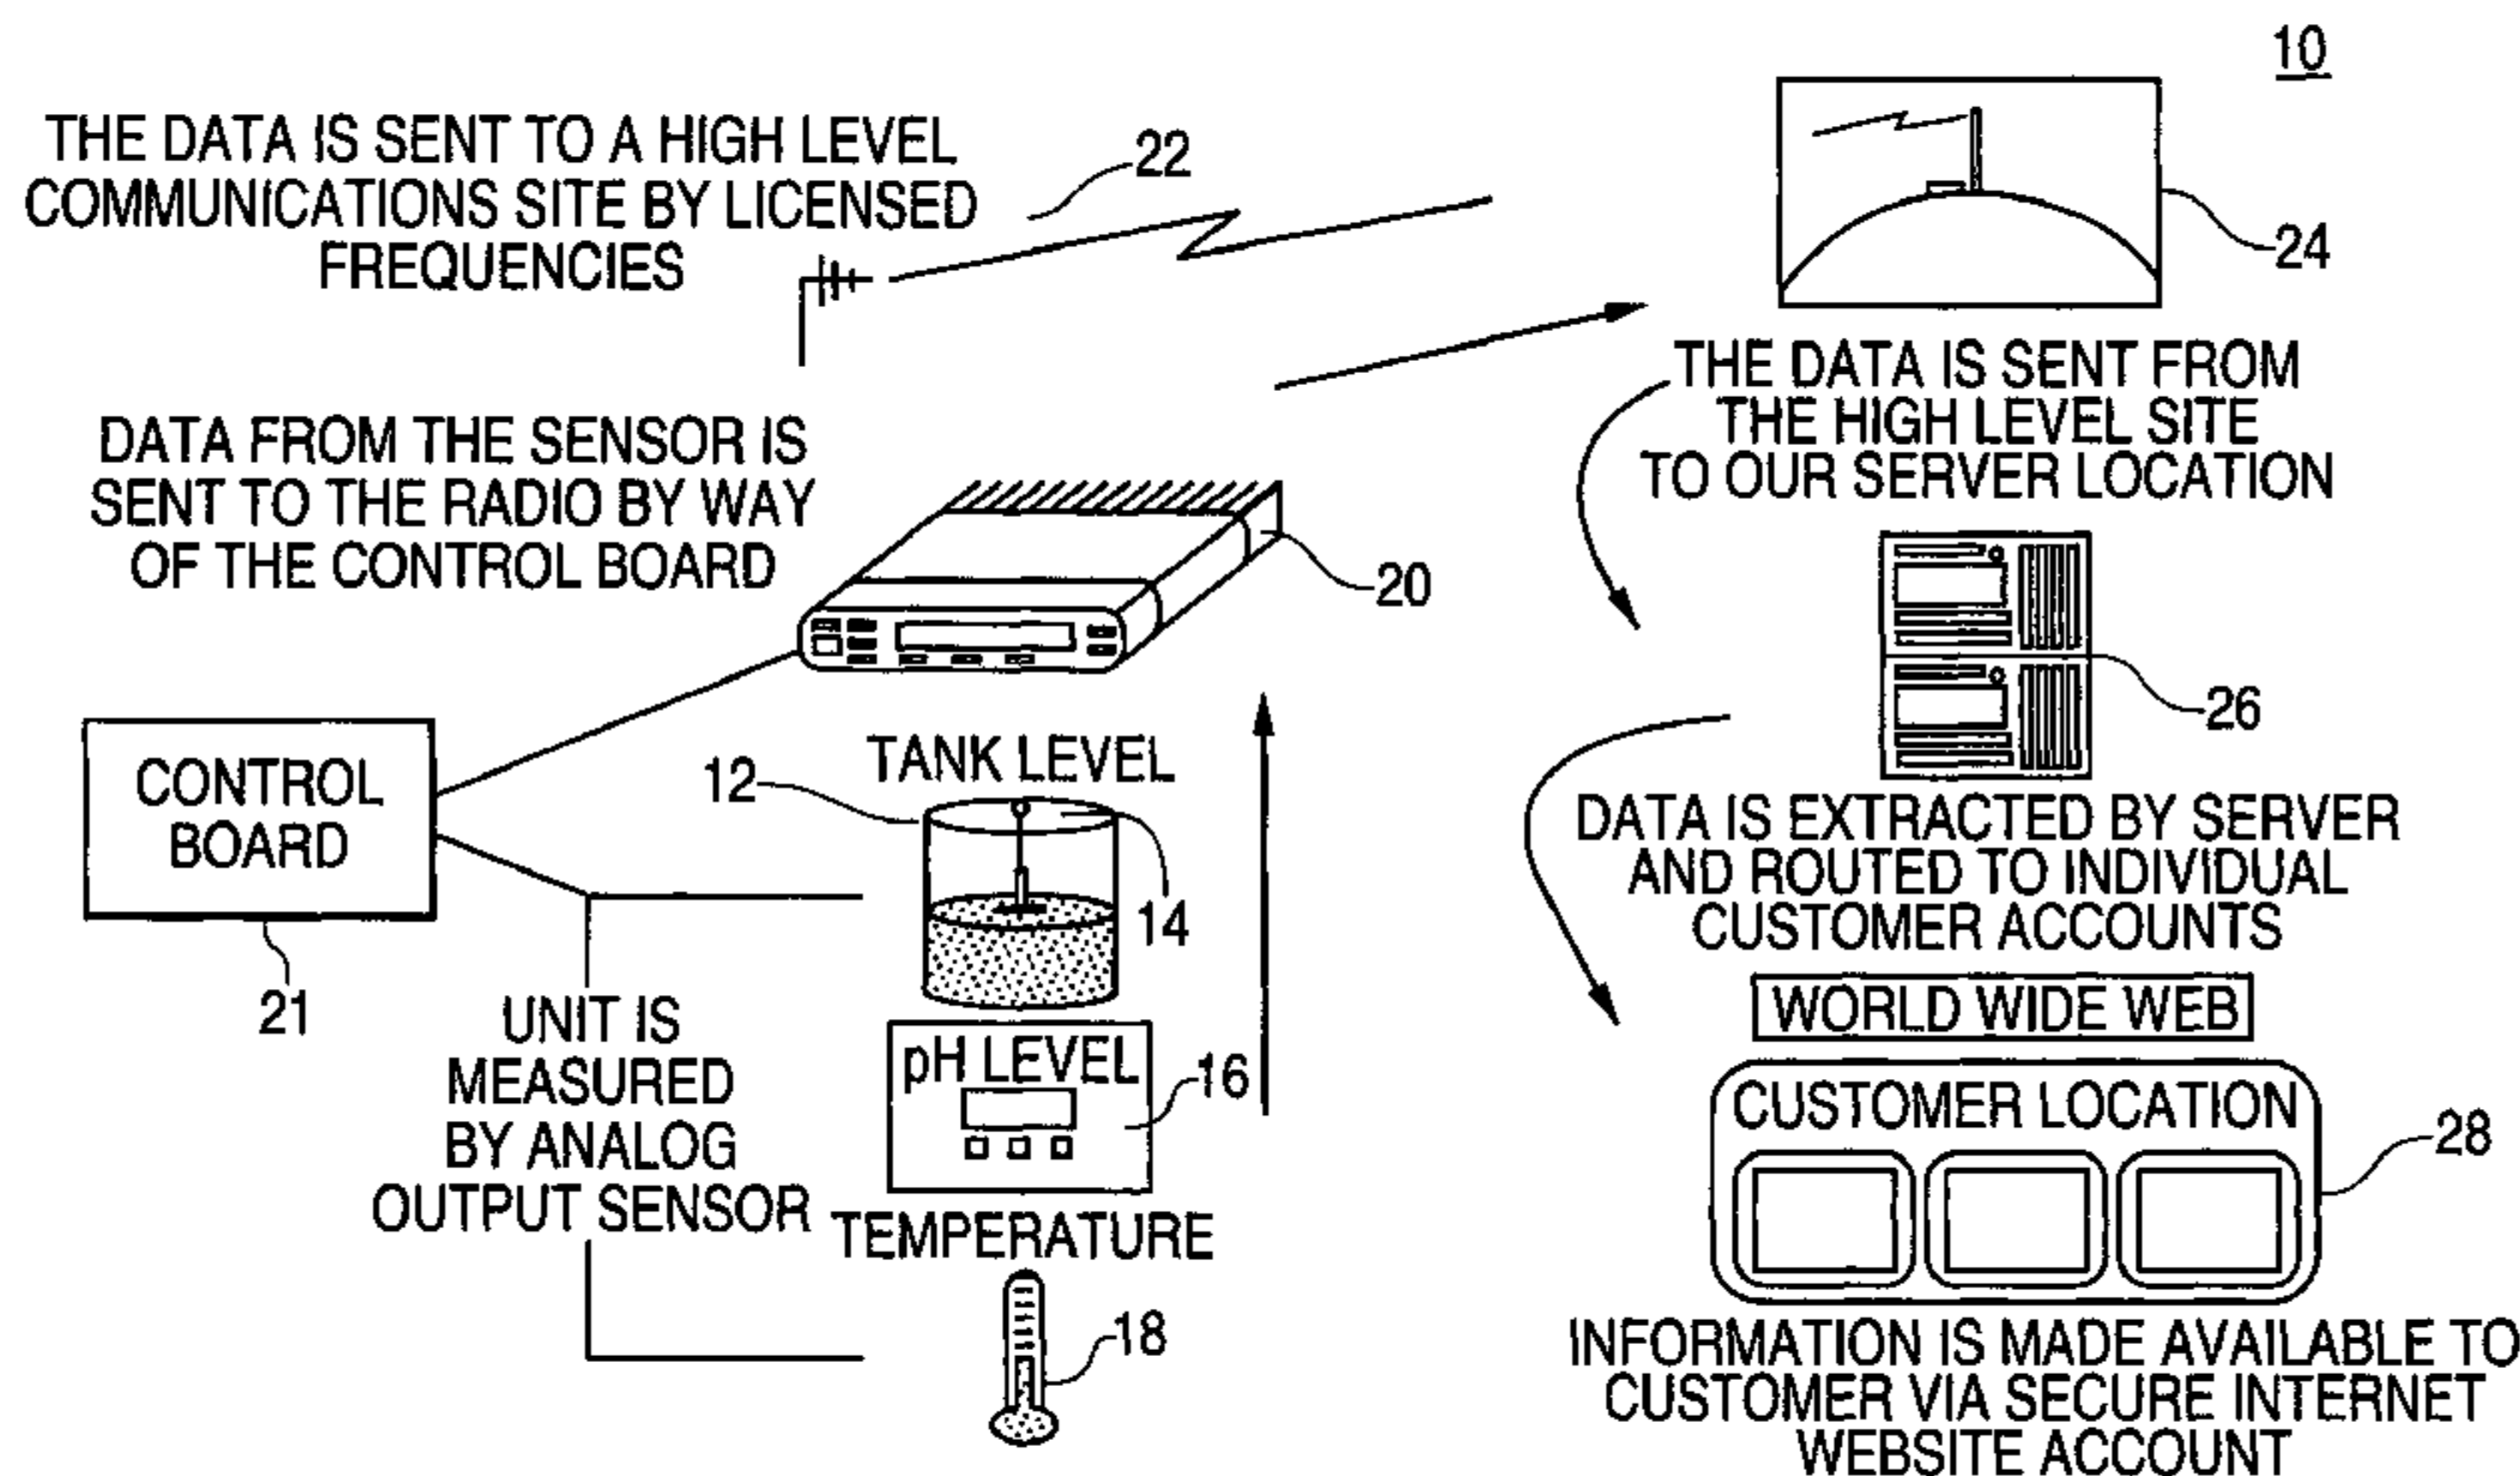 10
THE DATA IS SENT TO A HIGH LEVEL
COMMUNICATIONS SITE BY LICENSED
FREQUENCIES
22
24
DATA FROM THE SENSOR IS
SENT TO THE RADIO BY WAY
OF THE CONTROL BOARD
20
CONTROL
BOARD
21
TANK LEVEL
12
14
UNIT IS
MEASURED
BY ANALOG
OUTPUT SENSOR
pH LEVEL
16
TEMPERATURE
18
THE DATA IS SENT FROM
THE HIGH LEVEL SITE
TO OUR SERVER LOCATION
26
DATA IS EXTRACTED BY SERVER
AND ROUTED TO INDIVIDUAL
CUSTOMER ACCOUNTS
WORLD WIDE WEB
CUSTOMER LOCATION
28
INFORMATION IS MADE AVAILABLE TO
CUSTOMER VIA SECURE INTERNET
WEBSITE ACCOUNT